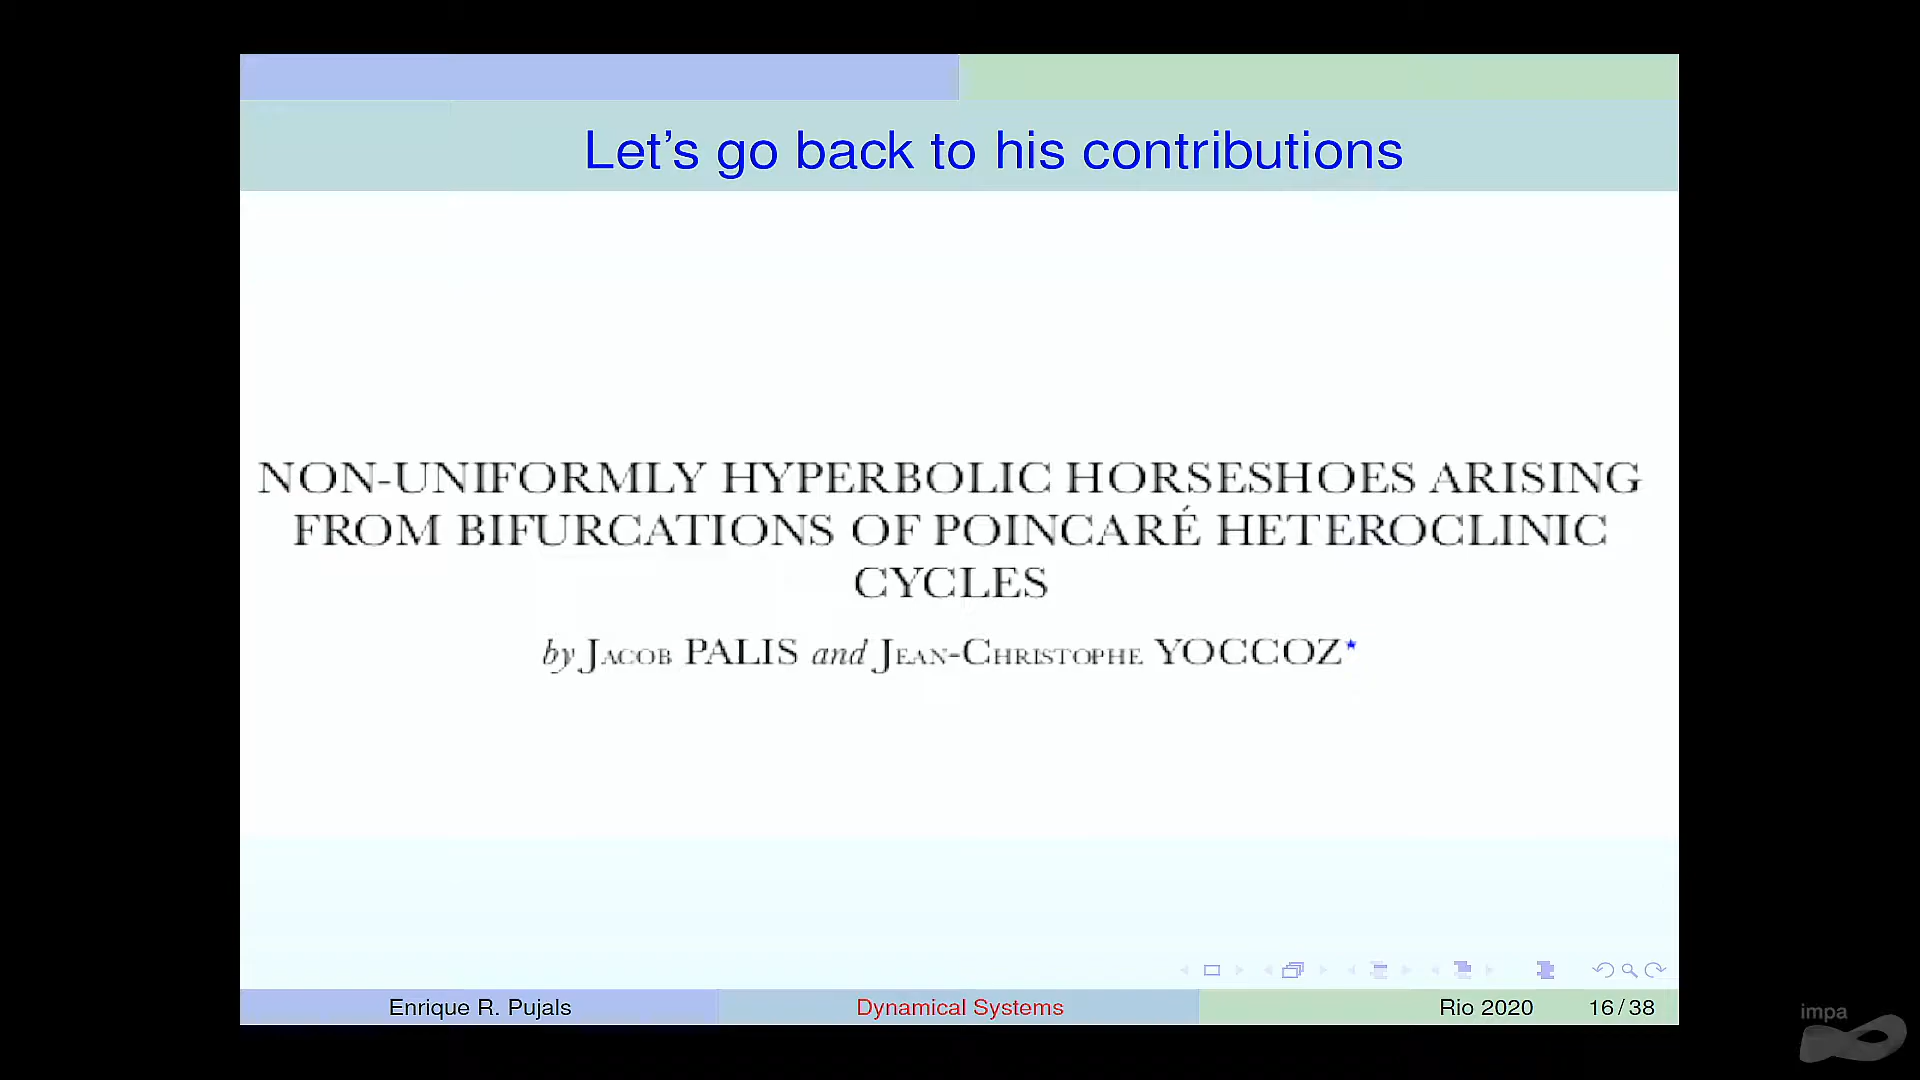 Let's go back to his contributions
NON-UNIFORMLY HYPERBOLIC HORSESHOES ARISING
FROM BIFURCATIONS OF POINCARÉ HETEROCLINIC
CYCLES
by Jacob PALIS and Jean-Christophe YOCCOZ*
Enrique R. Pujals Dynamical Systems Rio 2020 16/38
impa